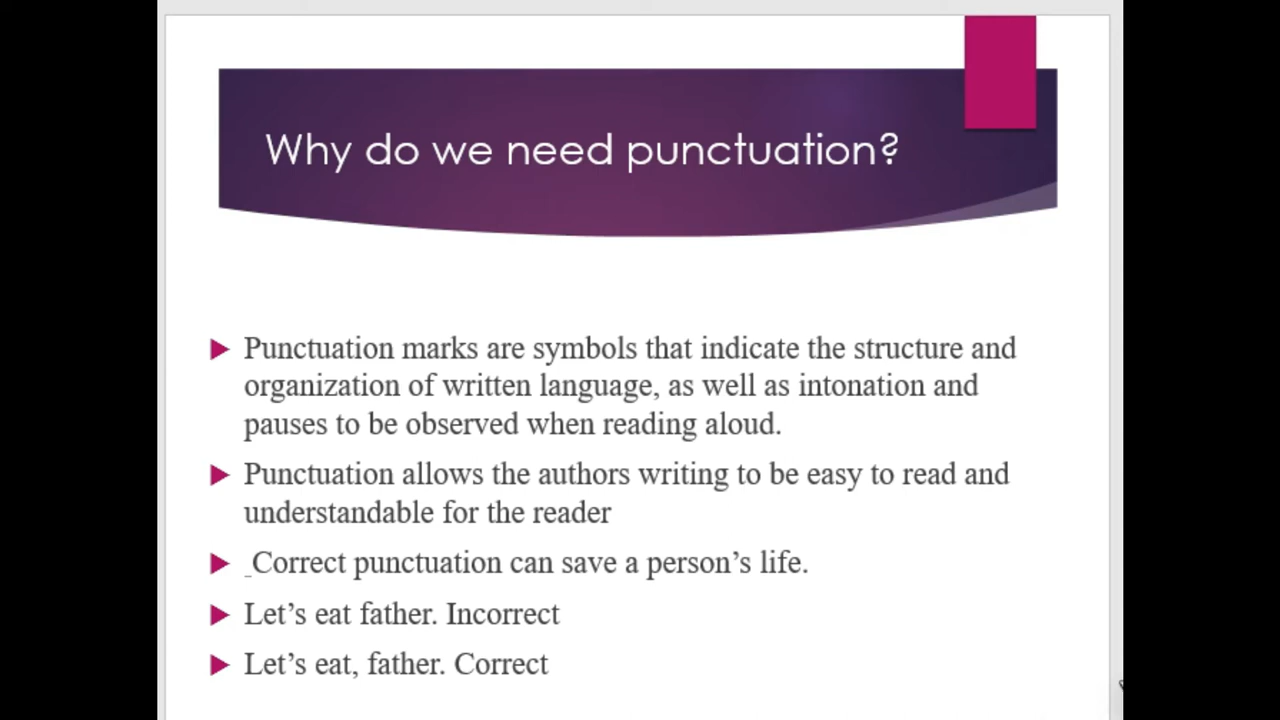 Why do we need punctuation?
Punctuation marks are symbols that indicate the structure and
organization of written language, as well as intonation and
pauses to be observed when reading aloud.
Punctuation allows the authors writing to be easy to read and
understandable for the reader
_Correct punctuation can save a person’s life.
Let’s eat father. Incorrect
Let’s eat, father. Correct